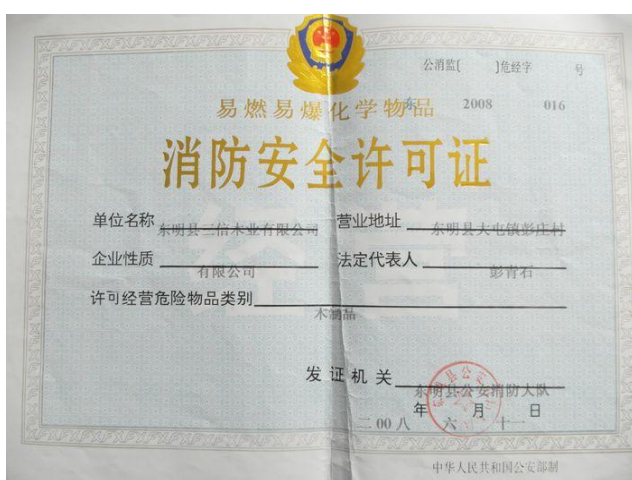 公消监[ ]危经字 号
东 2008 016
易燃易爆化学物品
消防安全许可证
单位名称 东明县三信木业有限公司 营业地址 东明县大屯镇彭庄村
企业性质 有限公司 法定代表人 彭青石
许可经营危险物品类别 木制品
经营
发证机关 东明县公安消防大队
年 月 日
二00八 六 十一
中华人民共和国公安部制